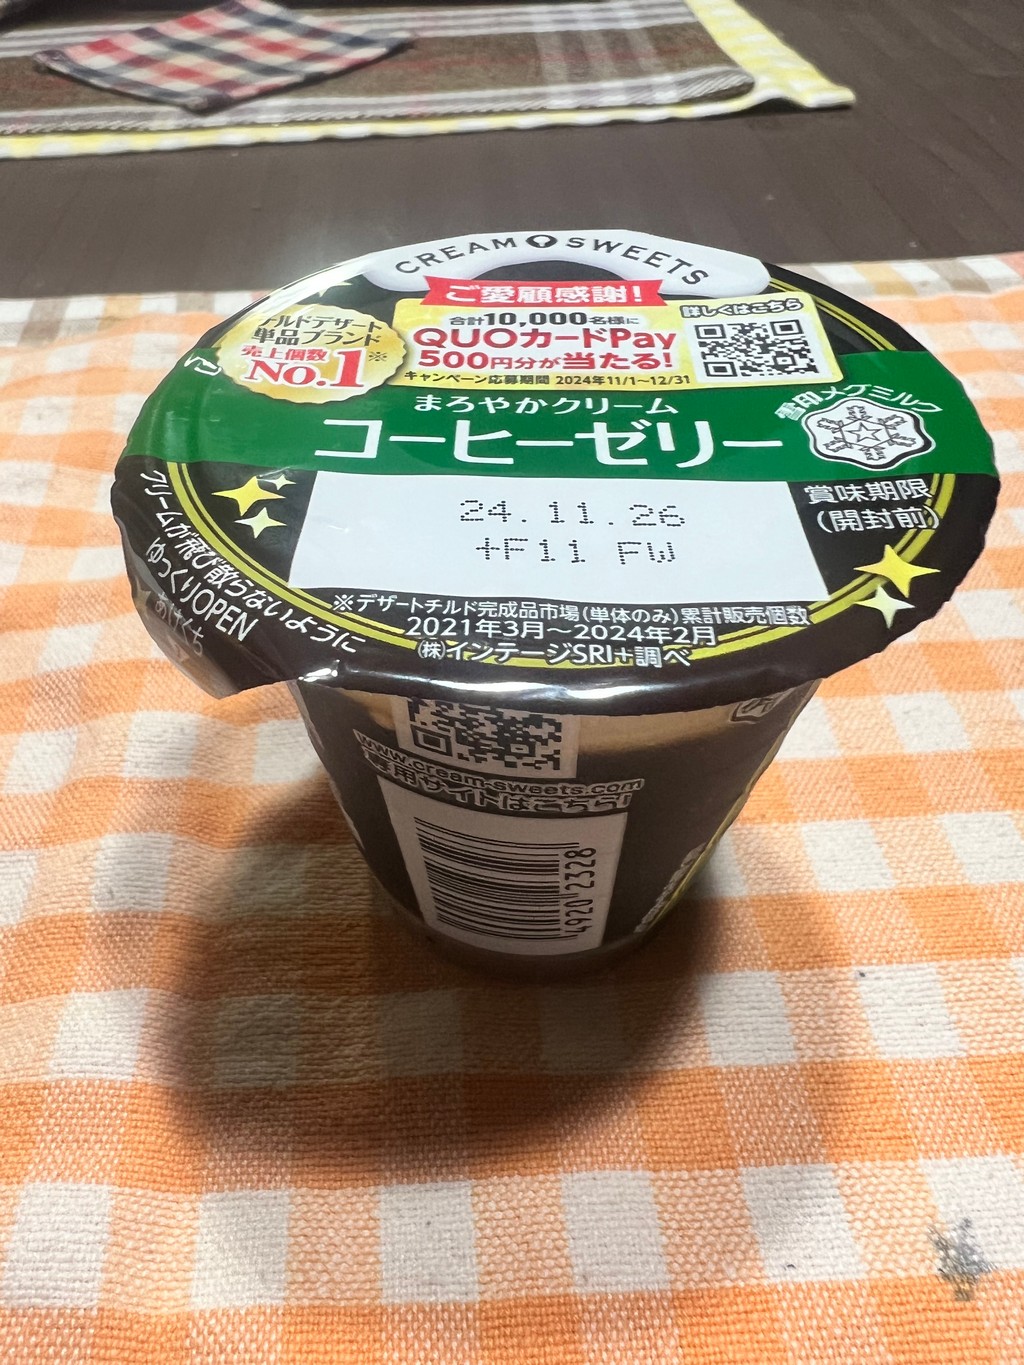 CREAM SWEETS
ご愛顧感謝!
合計10,000名様に
QUOカードPay
500円分が当たる!
キャンペーン応募期間 2024年11/1~12/31
詳しくはこちら
チルドデザート
単品ブランド
売上個数※
No.1
まろやかクリーム
コーヒーゼリー
雪印メグミルク
24.11.26
+F11 FW
賞味期限
(開封前)
クリームが飛び散らないように
ゆっくりOPEN
あけくち
※デザートチルド完成品市場(単体のみ)累計販売個数
2021年3月~2024年2月
(株)インテージSRI+調べ
www.cream-sweets.com
専用サイトはこちら!
4920 2328